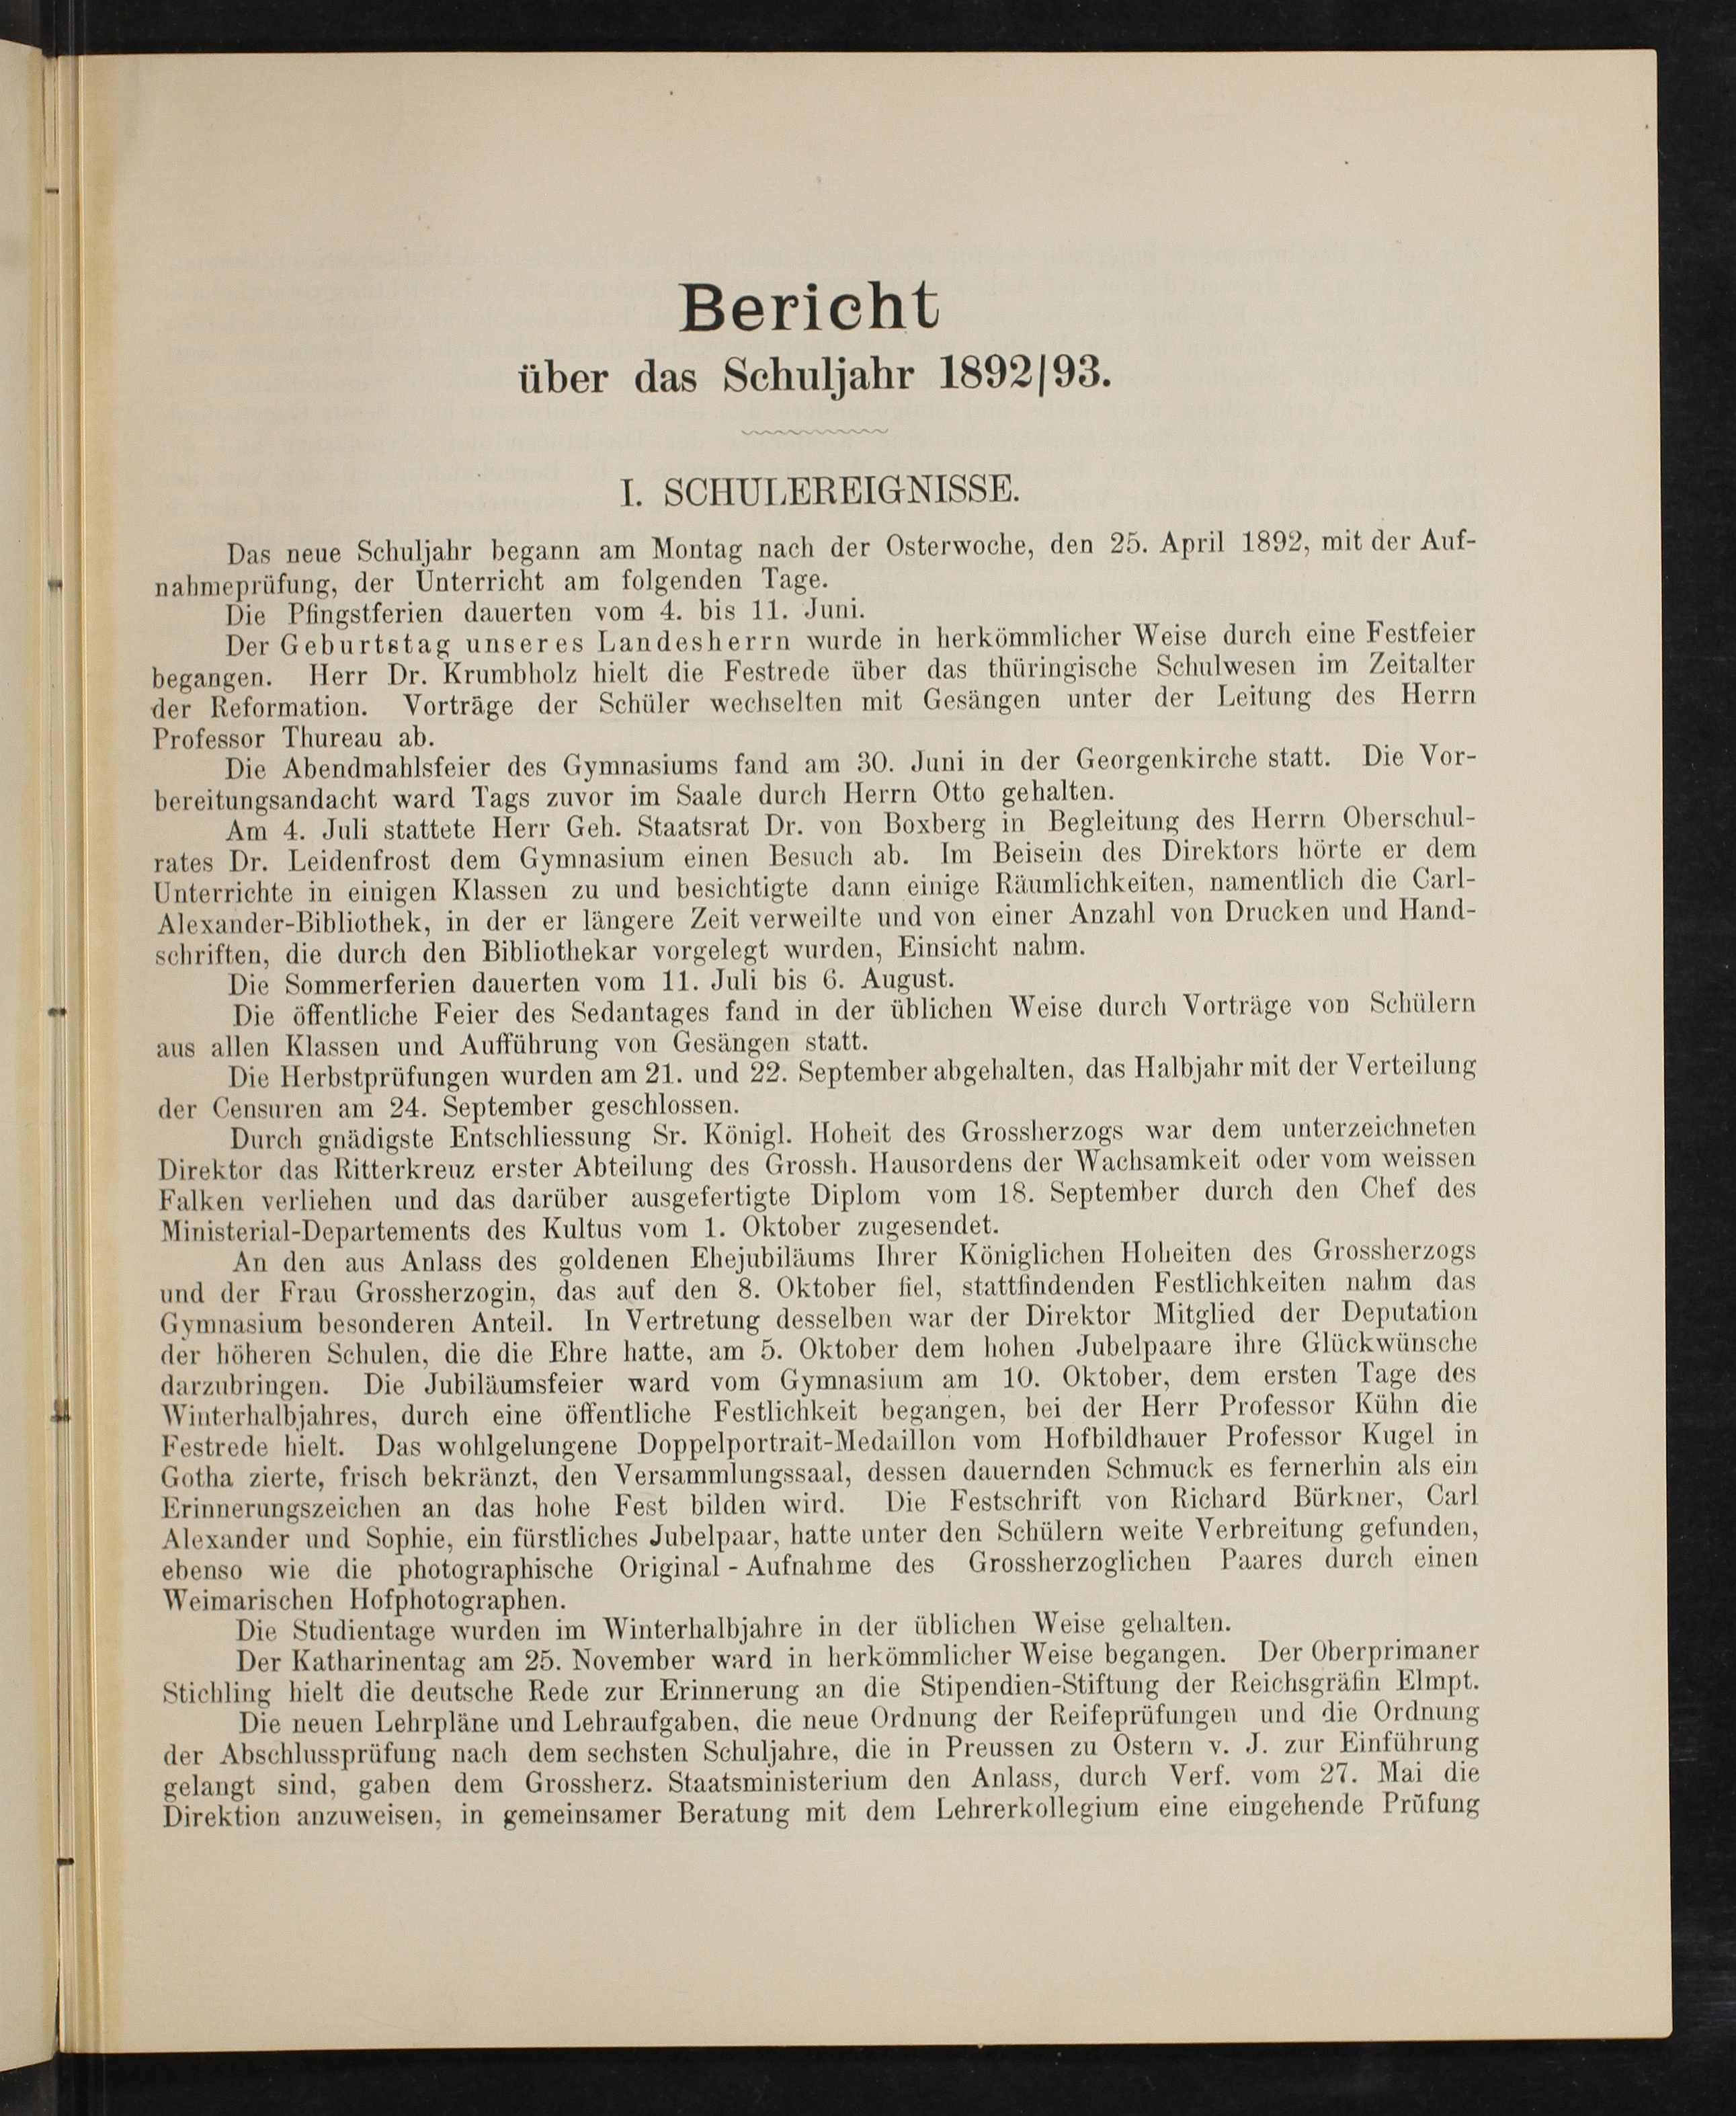 Bericht
über das Schuljahr 1892/93.
I. SCHULEREIGNISSE.
Das neue Schuljahr begann am Montag nach der Osterwoche, den 25. April 1892, mit der Auf-
nahmeprüfung, der Unterricht am folgenden Tage.
Die Pfingstferien dauerten vom 4. bis 11. Juni.
Der Geburtstag unseres Landesherrn wurde in herkömmlicher Weise durch eine Festfeier
begangen. Herr Dr. Krumbholz hielt die Festrede über das thüringische Schulwesen im Zeitalter
der Reformation. Vorträge der Schüler wechselten mit Gesängen unter der Leitung des Herrn
Professor Thureau ab.
Die Abendmahlsfeier des Gymnasiums fand am 30. Juni in der Georgenkirche statt. Die Vor-
bereitungsandacht ward Tags zuvor im Saale durch Herrn Otto gehalten.
Am 4. Juli stattete Herr Geh. Staatsrat Dr. von Boxberg in Begleitung des Herrn Oberschul-
rates Dr. Leidenfrost dem Gymnasium einen Besuch ab. Im Beisein des Direktors hörte er dem
Unterrichte in einigen Klassen zu und besichtigte dann einige Räumlichkeiten, namentlich die Carl-
Alexander-Bibliothek, in der er längere Zeit verweilte und von einer Anzahl von Drucken und Hand-
schriften, die durch den Bibliothekar vorgelegt wurden, Einsicht nahm.
Die Sommerferien dauerten vom 11. Juli bis 6. August.
Die öffentliche Feier des Sedantages fand in der üblichen Weise durch Vorträge von Schülern
aus allen Klassen und Aufführung von Gesängen statt.
Die Herbstprüfungen wurden am 21. und 22. September abgehalten, das Halbjahr mit der Verteilung
der Censuren am 24. September geschlossen.
Durch gnädigste Entschliessung Sr. Königl. Hoheit des Grossherzogs war dem unterzeichneten
Direktor das Ritterkreuz erster Abteilung des Grossh. Hausordens der Wachsamkeit oder vom weissen
Falken verliehen und das darüber ausgefertigte Diplom vom 18. September durch den Chef des
Ministerial-Departements des Kultus vom 1. Oktober zugesendet.
An den aus Anlass des goldenen Ehejubiläums Ihrer Königlichen Hoheiten des Grossherzogs
und der Frau Grossherzogin, das auf den 8. Oktober fiel, stattfindenden Festlichkeiten nahm das
Gymnasium besonderen Anteil. In Vertretung desselben war der Direktor Mitglied der Deputation
der höheren Schulen, die die Ehre hatte, am 5. Oktober dem hohen Jubelpaare ihre Glückwünsche
darzubringen. Die Jubiläumsfeier ward vom Gymnasium am 10. Oktober, dem ersten Tage des
Winterhalbjahres, durch eine öffentliche Festlichkeit begangen, bei der Herr Professor Kühn die
Festrede hielt. Das wohlgelungene Doppelportrait-Medaillon vom Hofbildhauer Professor Kugel in
Gotha zierte, frisch bekränzt, den Versammlungssaal, dessen dauernden Schmuck es fernerhin als ein
Erinnerungszeichen an das hohe Fest bilden wird. Die Festschrift von Richard Bürkner, Carl
Alexander und Sophie, ein fürstliches Jubelpaar, hatte unter den Schülern weite Verbreitung gefunden,
ebenso wie die photographische Original-Aufnahme des Grossherzoglichen Paares durch einen
Weimarischen Hofphotographen.
Die Studientage wurden im Winterhalbjahre in der üblichen Weise gehalten.
Der Katharinentag am 25. November ward in herkömmlicher Weise begangen. Der Oberprimaner
Stichling hielt die deutsche Rede zur Erinnerung an die Stipendien-Stiftung der Reichsgräfin Elmpt.
Die neuen Lehrpläne und Lehraufgaben, die neue Ordnung der Reifeprüfungen und die Ordnung
der Abschlussprüfung nach dem sechsten Schuljahre, die in Preussen zu Ostern v. J. zur Einführung
gelangt sind, gaben dem Grossherz. Staatsministerium den Anlass, durch Verf. vom 27. Mai die
Direktion anzuweisen, in gemeinsamer Beratung mit dem Lehrerkollegium eine eingehende Prüfung